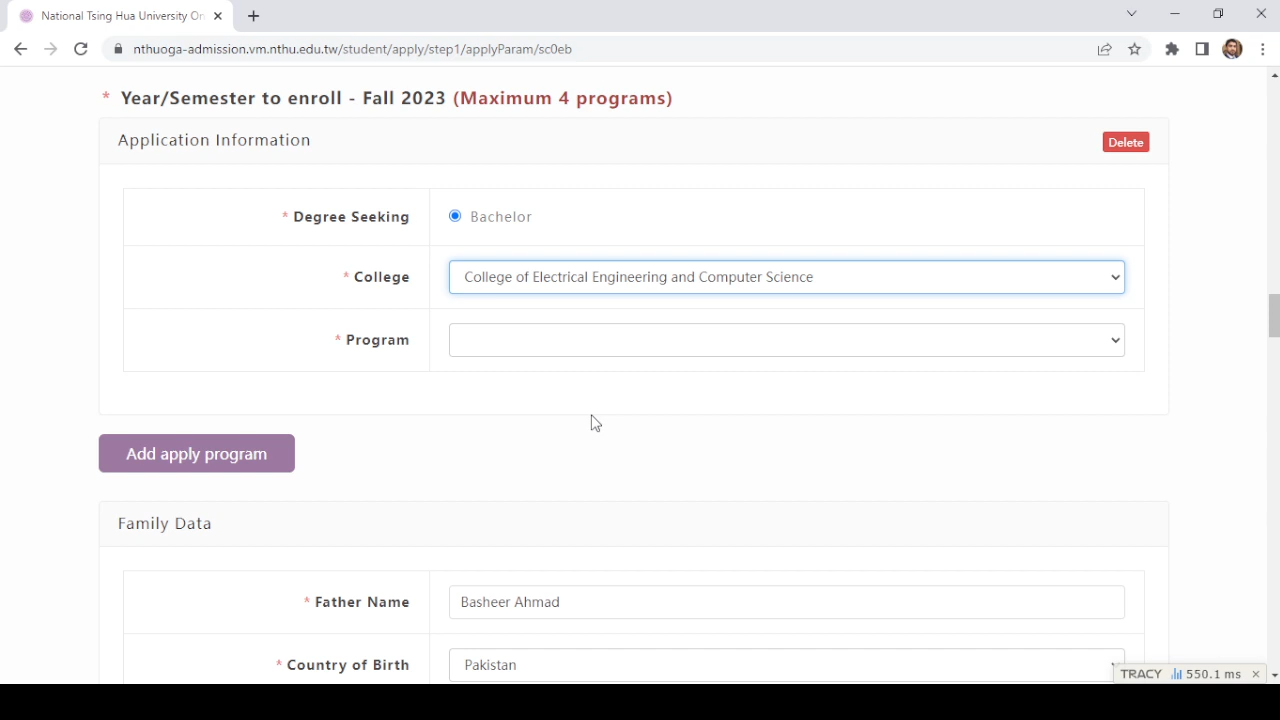 National Tsing Hua University On
nthuoga-admission.vm.nthu.edu.tw/student/apply/step1/applyParam/sc0eb
* Year/Semester to enroll - Fall 2023 (Maximum 4 programs)
Application Information
Delete
* Degree Seeking
Bachelor
* College
College of Electrical Engineering and Computer Science
* Program
Add apply program
Family Data
* Father Name
Basheer Ahmad
* Country of Birth
Pakistan
TRACY 550.1 ms ×